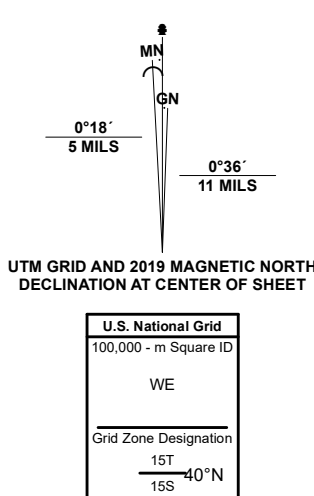 MN
GN
0°18´
5 MILS
0°36´
11 MILS
UTM GRID AND 2019 MAGNETIC NORTH
DECLINATION AT CENTER OF SHEET
U.S. National Grid
100,000 - m Square ID
WE
Grid Zone Designation
15T
40°N
15S